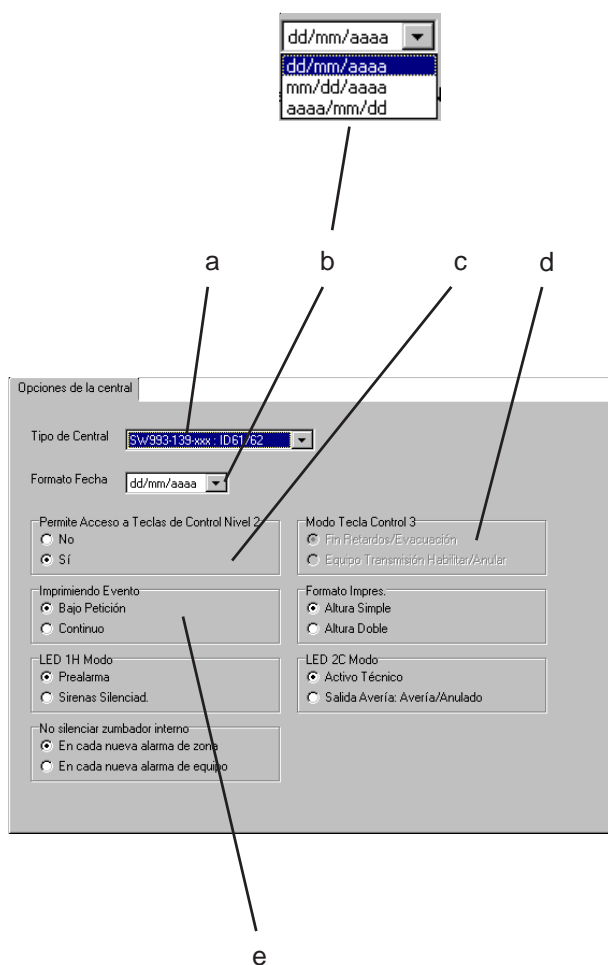 dd/mm/aaaa
dd/mm/aaaa
mm/dd/aaaa
aaaa/mm/dd
a b c d
Opciones de la central
Tipo de Central SW993-139-xxx : ID61/62
Formato Fecha dd/mm/aaaa
Permite Acceso a Teclas de Control Nivel 2
No
Sí
Modo Tecla Control 3
Fin Retardos/Evacuación
Equipo Transmisión Habilitar/Anular
Imprimiendo Evento
Bajo Petición
Continuo
Formato Impres.
Altura Simple
Altura Doble
LED 1H Modo
Prealarma
Sirenas Silenciad.
LED 2C Modo
Activo Técnico
Salida Avería: Avería/Anulado
No silenciar zumbador interno
En cada nueva alarma de zona
En cada nueva alarma de equipo
e